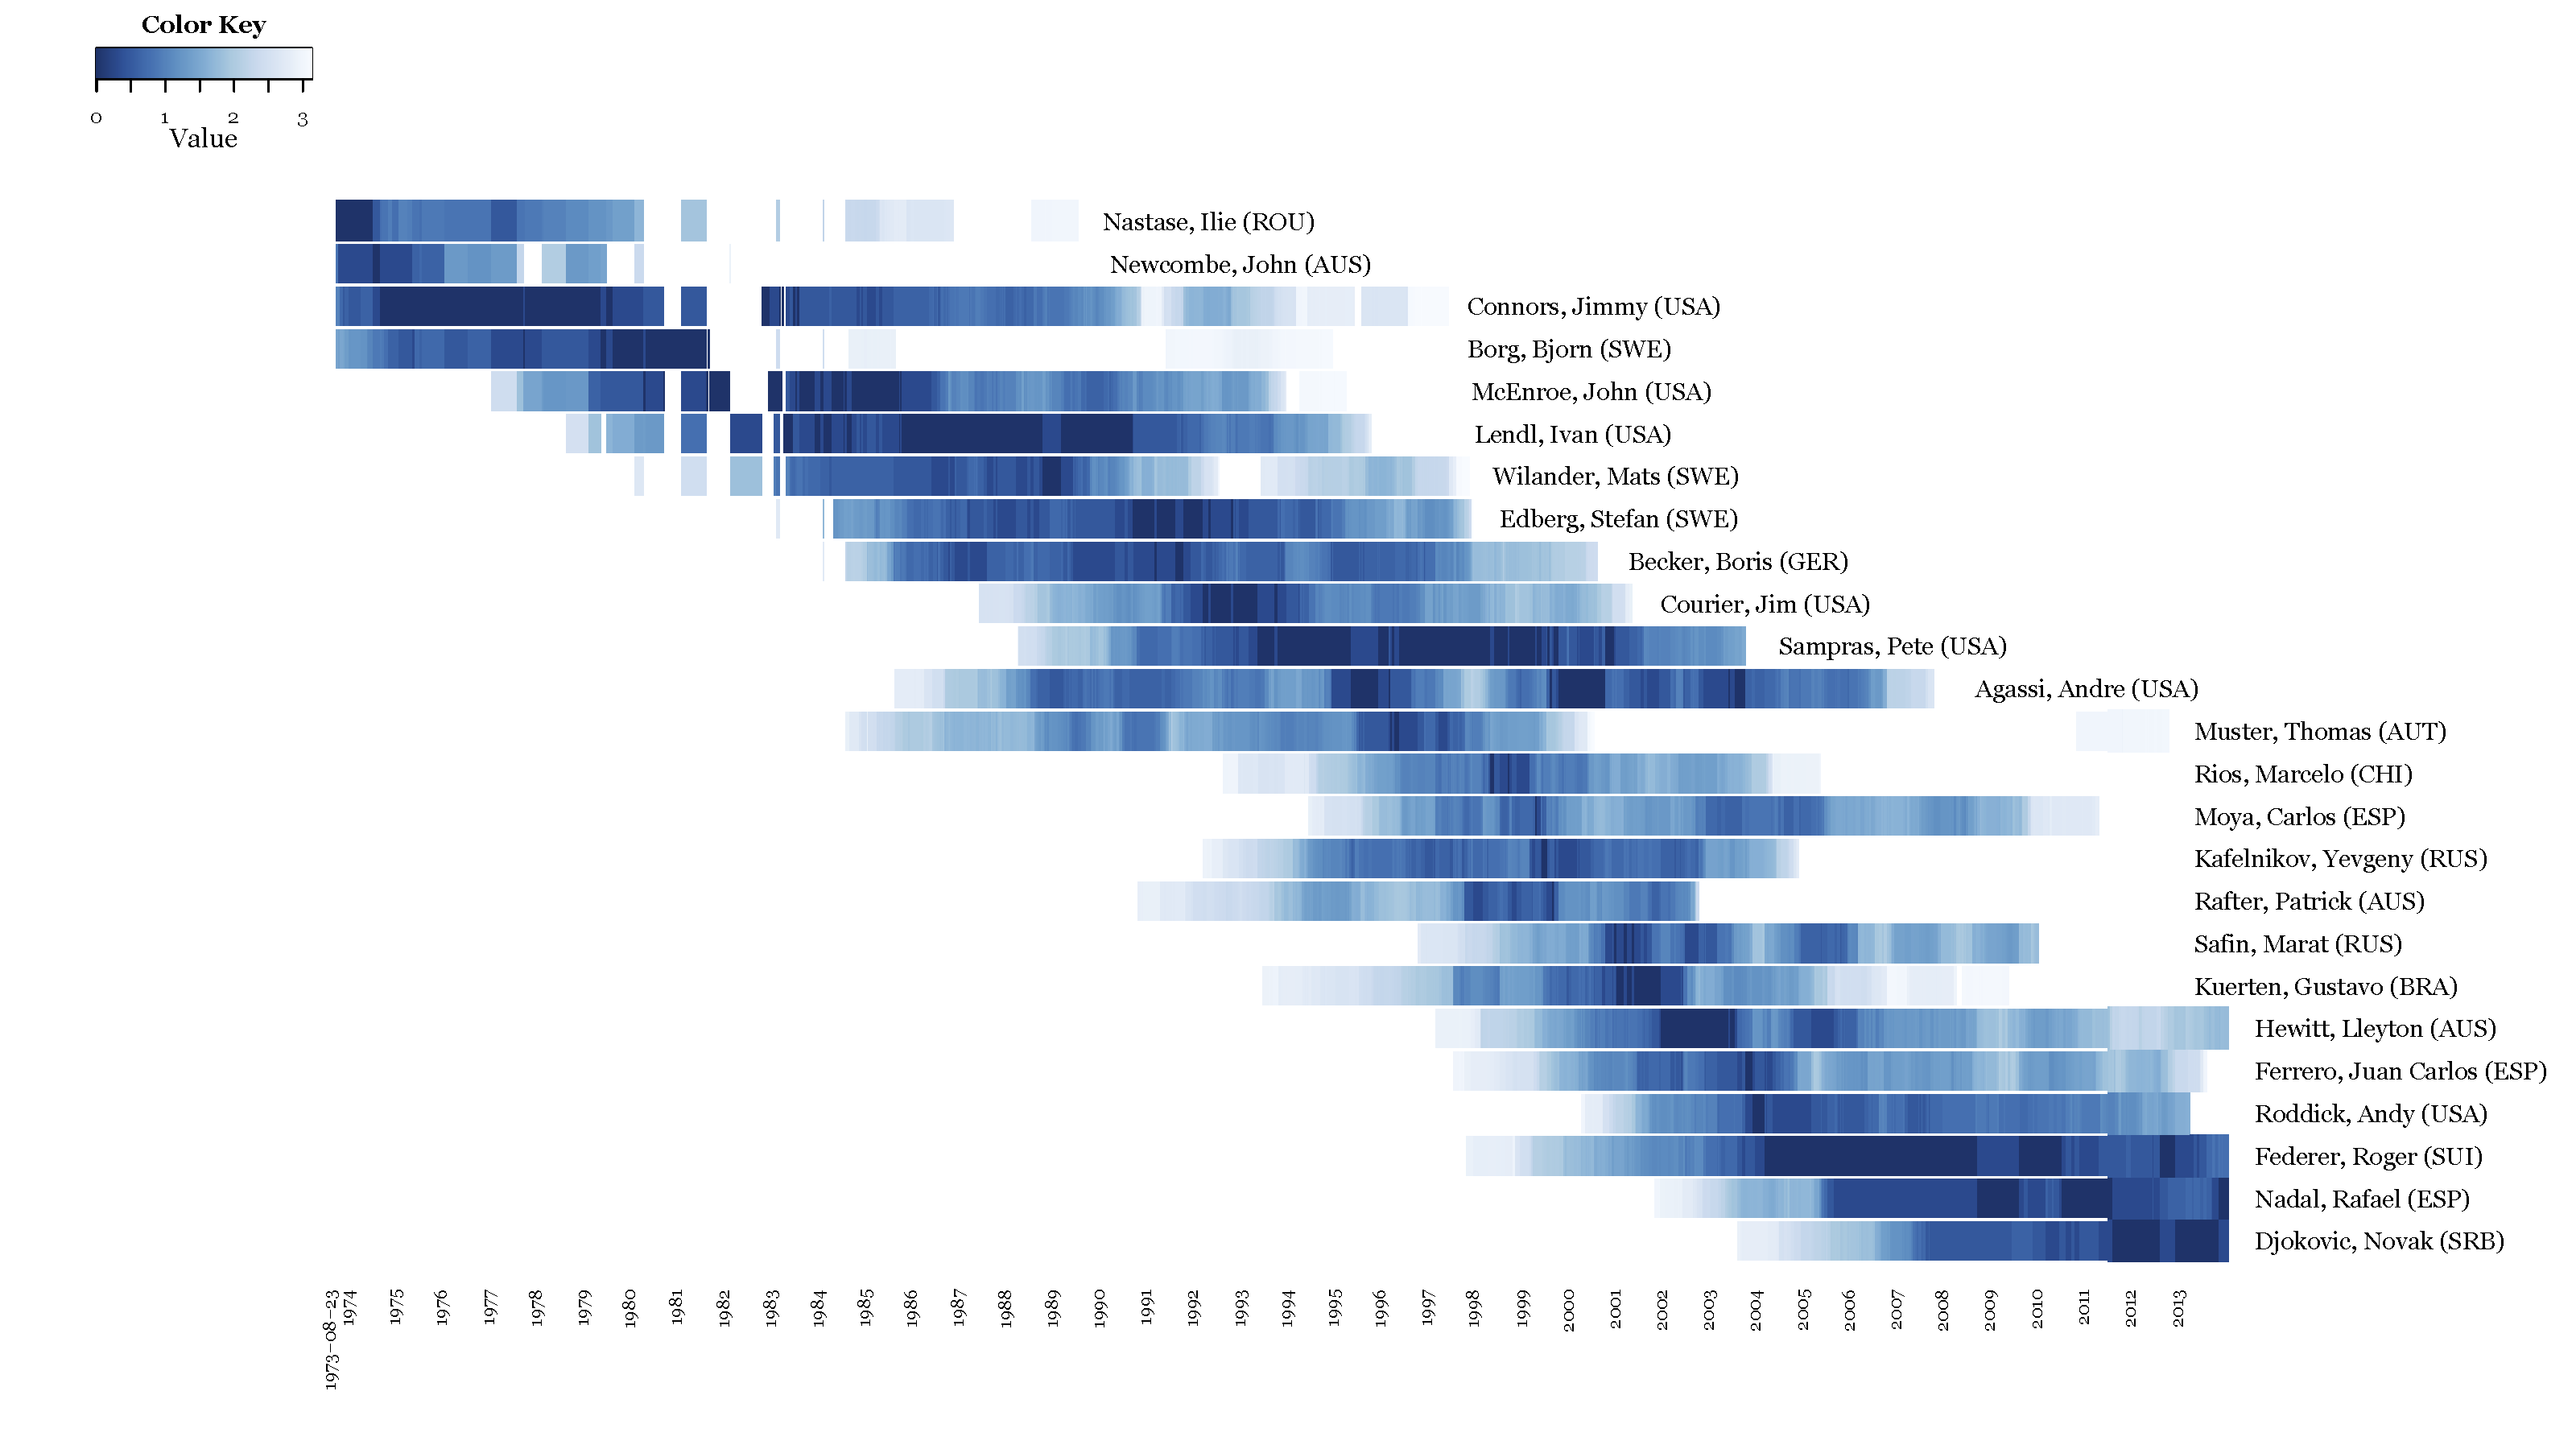 Color Key
0 1 2 3
Value
Nastase, Ilie (ROU)
Newcombe, John (AUS)
Connors, Jimmy (USA)
Borg, Bjorn (SWE)
McEnroe, John (USA)
Lendl, Ivan (USA)
Wilander, Mats (SWE)
Edberg, Stefan (SWE)
Becker, Boris (GER)
Courier, Jim (USA)
Sampras, Pete (USA)
Agassi, Andre (USA)
Muster, Thomas (AUT)
Rios, Marcelo (CHI)
Moya, Carlos (ESP)
Kafelnikov, Yevgeny (RUS)
Rafter, Patrick (AUS)
Safin, Marat (RUS)
Kuerten, Gustavo (BRA)
Hewitt, Lleyton (AUS)
Ferrero, Juan Carlos (ESP)
Roddick, Andy (USA)
Federer, Roger (SUI)
Nadal, Rafael (ESP)
Djokovic, Novak (SRB)
1973-08-23
1974
1975
1976
1977
1978
1979
1980
1981
1982
1983
1984
1985
1986
1987
1988
1989
1990
1991
1992
1993
1994
1995
1996
1997
1998
1999
2000
2001
2002
2003
2004
2005
2006
2007
2008
2009
2010
2011
2012
2013